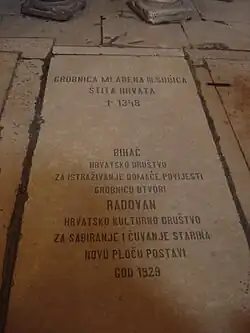 GROBNICA MLADENA III ŠUBIĆA
ŠTITA HRVATA
† 1348
BIHAĆ
HRVATSKO DRUŠTVO
ZA ISTRAŽIVANJE DOMAĆE POVIJESTI
GROBNICU OTVORI
RADOVAN
HRVATSKO KULTURNO DRUŠTVO
ZA SABIRANJE I ČUVANJE STARINA
NOVU PLOČU POSTAVI
GOD 1929